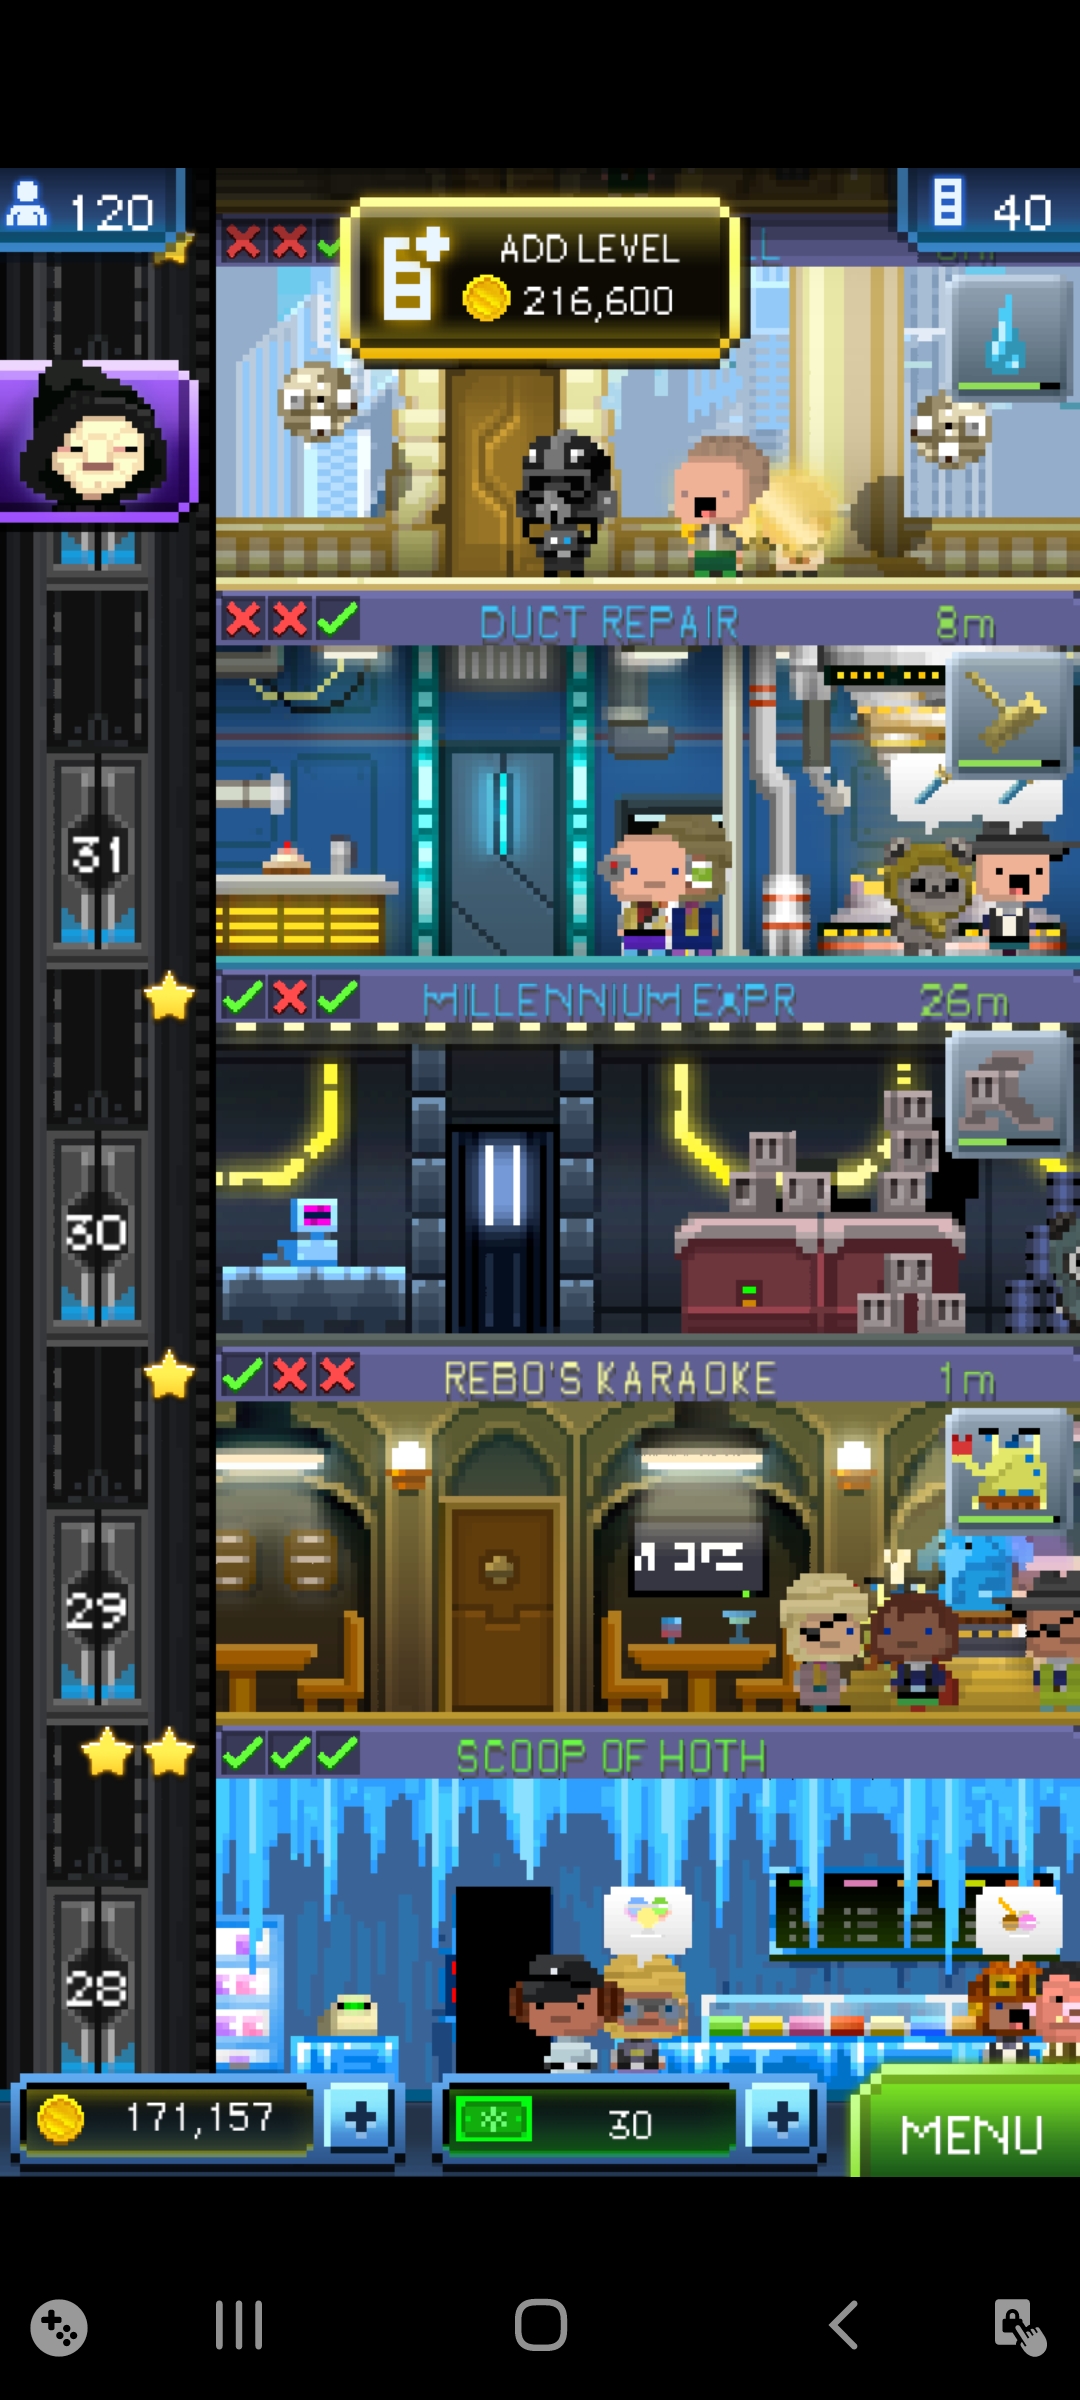 120
40
ADD LEVEL
216,600
DUCT REPAIR 8m
31
MILLENNIUM EXPR 26m
30
REBO'S KARAOKE 1m
29
SCOOP OF HOTH
28
171,157 +
30 +
MENU